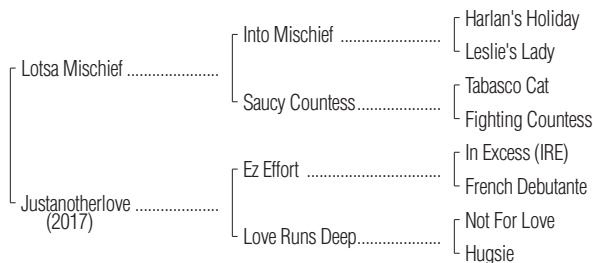 Harlan's Holiday
Into Mischief ....................
Leslie's Lady
Lotsa Mischief ......................
Tabasco Cat
Saucy Countess....................
Fighting Countess
In Excess (IRE)
Ez Effort ..........................
French Debutante
Justanotherlove ....................
(2017)
Not For Love
Love Runs Deep....................
Hugsie